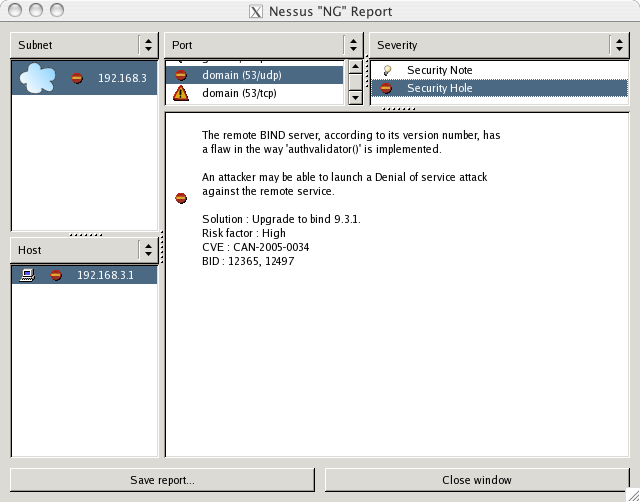 Nessus "NG" Report
Subnet
Port
Severity
192.168.3
domain (53/udp)
domain (53/tcp)
Security Note
Security Hole
The remote BIND server, according to its version number, has
a flaw in the way 'authvalidator()' is implemented.
An attacker may be able to launch a Denial of service attack
against the remote service.
Solution : Upgrade to bind 9.3.1.
Risk factor : High
CVE : CAN-2005-0034
BID : 12365, 12497
Host
192.168.3.1
Save report...
Close window